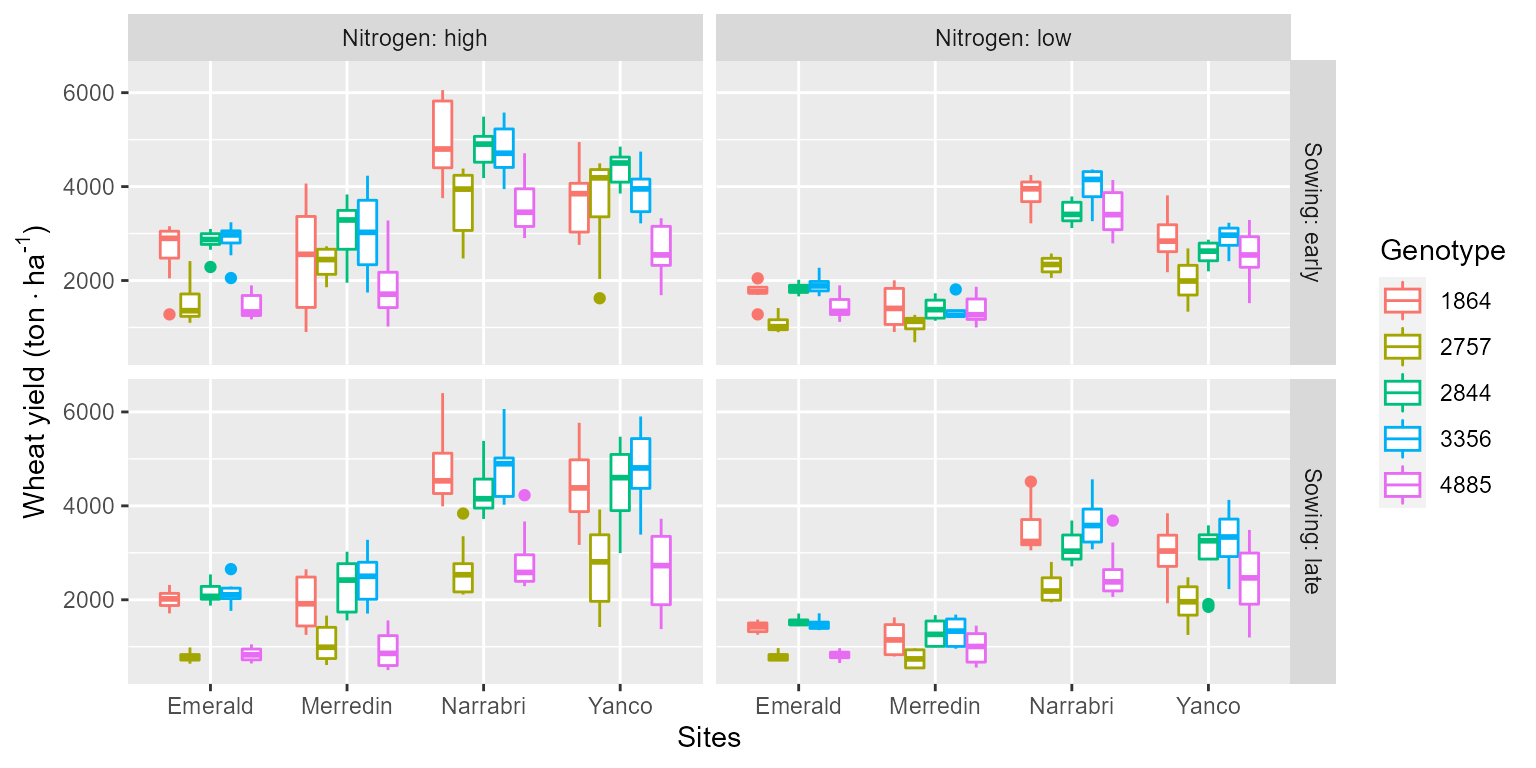 Nitrogen: high
Nitrogen: low
Wheat yield (ton · ha⁻¹)
6000
4000
2000
Sowing: early
6000
4000
2000
Sowing: late
Emerald
Merredin
Narrabri
Yanco
Emerald
Merredin
Narrabri
Yanco
Sites
Genotype
1864
2757
2844
3356
4885